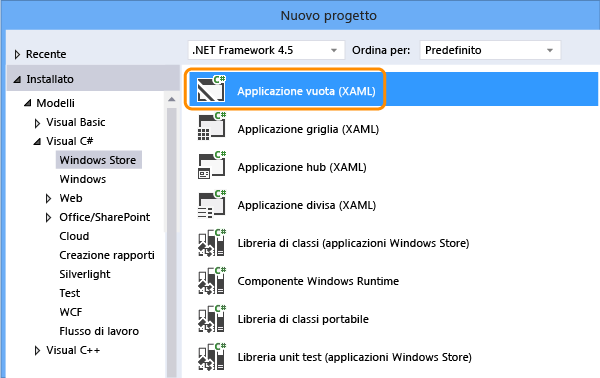 Nuovo progetto
Recente
.NET Framework 4.5 Ordina per: Predefinito
Installato
Modelli
Visual Basic
Visual C#
Windows Store
Windows
Web
Office/SharePoint
Cloud
Creazione rapporti
Silverlight
Test
WCF
Flusso di lavoro
Visual C++
C# Applicazione vuota (XAML)
C# Applicazione griglia (XAML)
C# Applicazione hub (XAML)
C# Applicazione divisa (XAML)
C# Libreria di classi (applicazioni Windows Store)
C# Componente Windows Runtime
C# Libreria di classi portabile
C# Libreria unit test (applicazioni Windows Store)